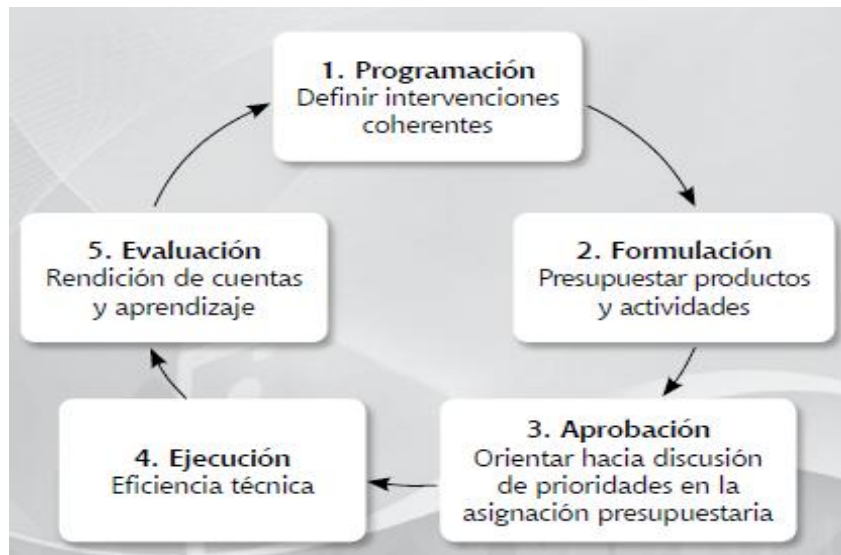 1. Programación
Definir intervenciones
coherentes
2. Formulación
Presupuestar productos
y actividades
3. Aprobación
Orientar hacia discusión
de prioridades en la
asignación presupuestaria
4. Ejecución
Eficiencia técnica
5. Evaluación
Rendición de cuentas
y aprendizaje